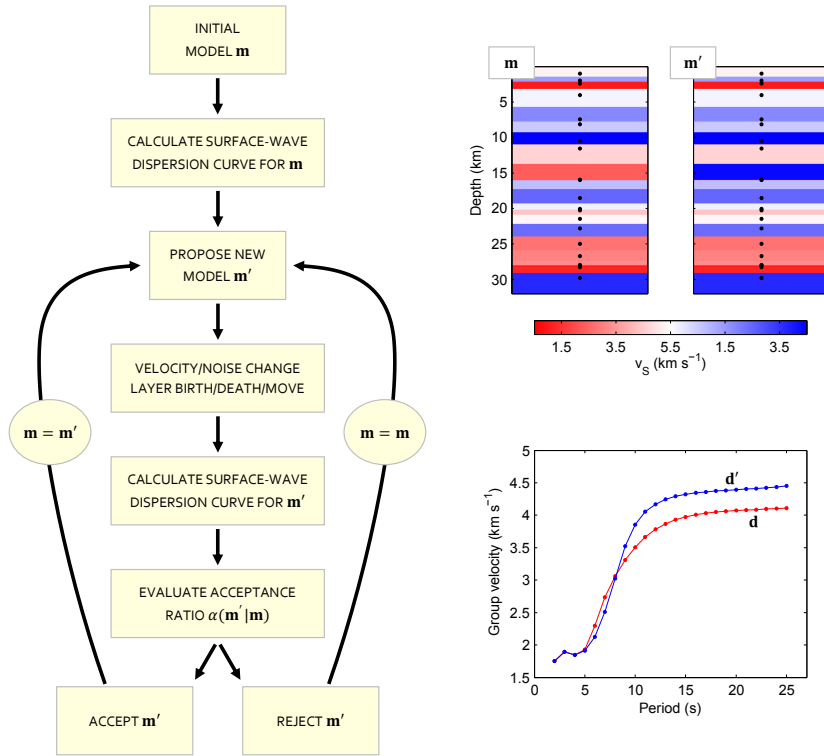 INITIAL
MODEL m
CALCULATE SURFACE-WAVE
DISPERSION CURVE FOR m
PROPOSE NEW
MODEL m′
VELOCITY/NOISE CHANGE
LAYER BIRTH/DEATH/MOVE
m = m′
m = m
CALCULATE SURFACE-WAVE
DISPERSION CURVE FOR m′
EVALUATE ACCEPTANCE
RATIO α(m′|m)
ACCEPT m′
REJECT m′
m
m′
5
10
15
20
25
30
Depth (km)
1.5
3.5
5.5
1.5
3.5
v_S (km s⁻¹)
5
4.5
4
3.5
3
2.5
2
1.5
Group velocity (km s⁻¹)
d′
d
0
5
10
15
20
25
Period (s)